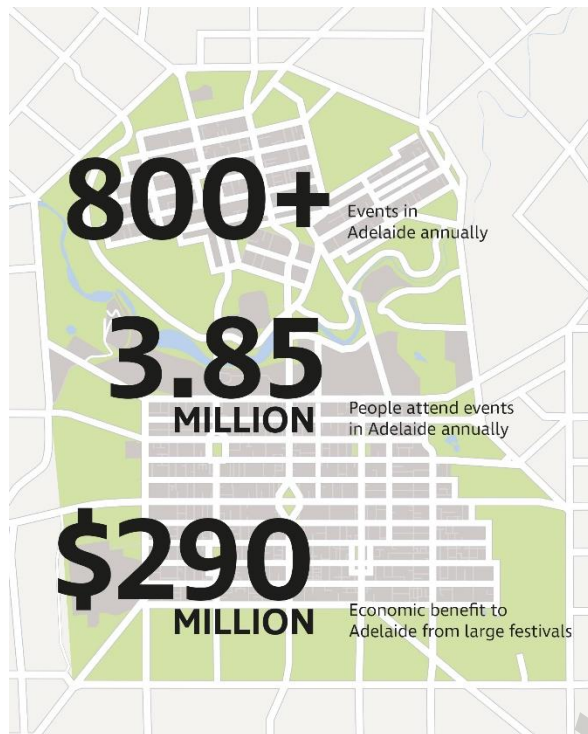 800+
Events in
Adelaide annually
3.85
MILLION
People attend events
in Adelaide annually
$290
MILLION
Economic benefit to
Adelaide from large festivals